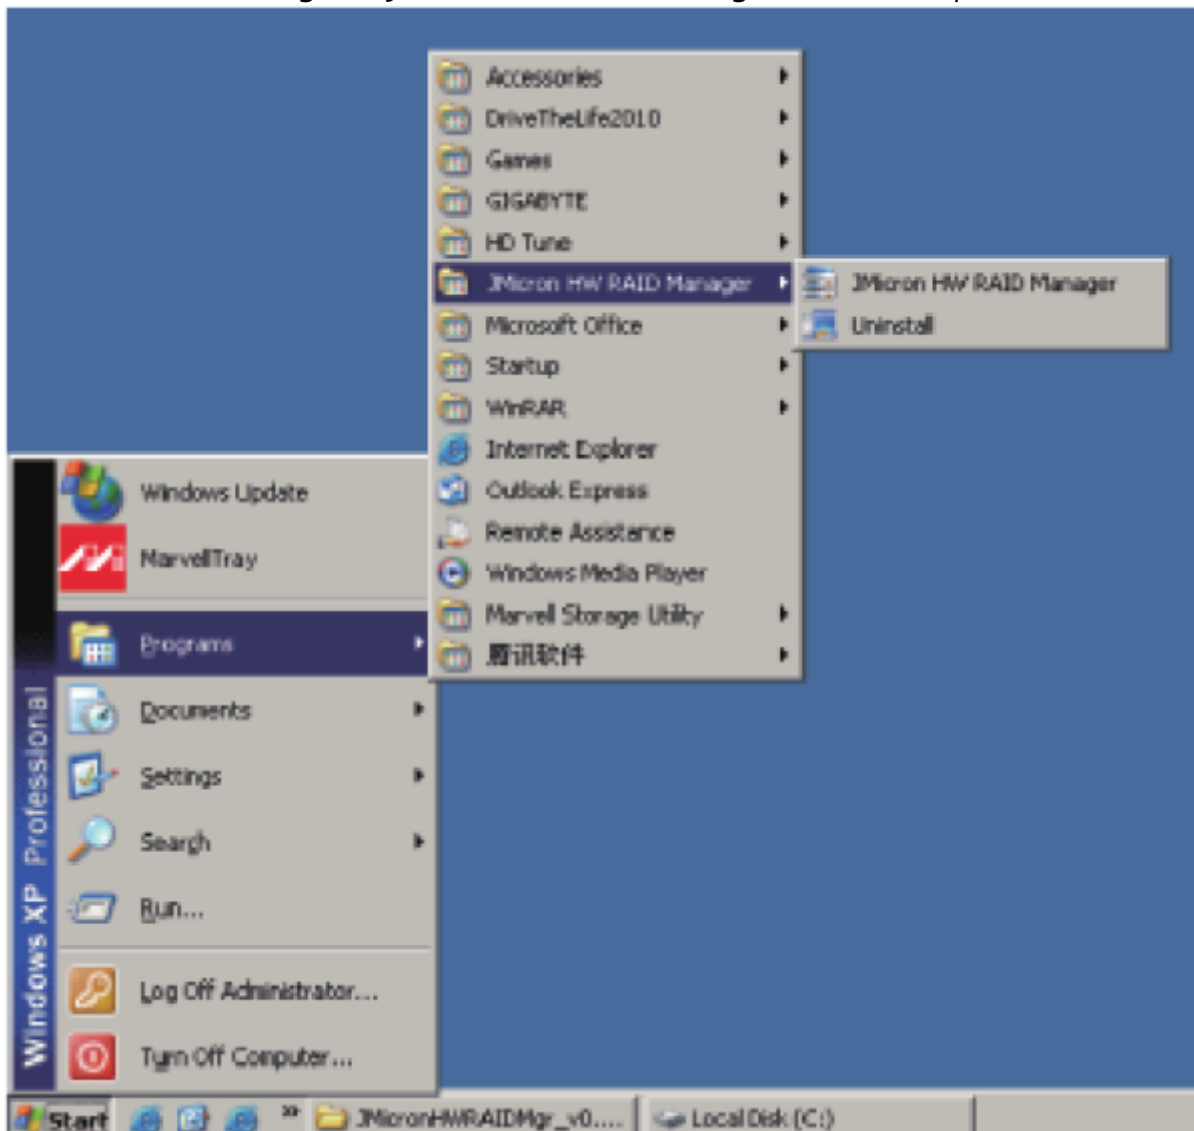 Accessories
DriveTheLife2010
Games
GIGABYTE
HD Tune
JMicron HW RAID Manager
JMicron HW RAID Manager
Uninstall
Microsoft Office
Startup
WinRAR
Internet Explorer
Outlook Express
Remote Assistance
Windows Media Player
Marvell Storage Utility
腾讯软件
Windows Update
MarvellTray
Programs
Documents
Settings
Search
Run...
Log Off Administrator...
Turn Off Computer...
Windows XP Professional
Start
JMicronHWRAIDMgr_v0....
Local Disk (C:)